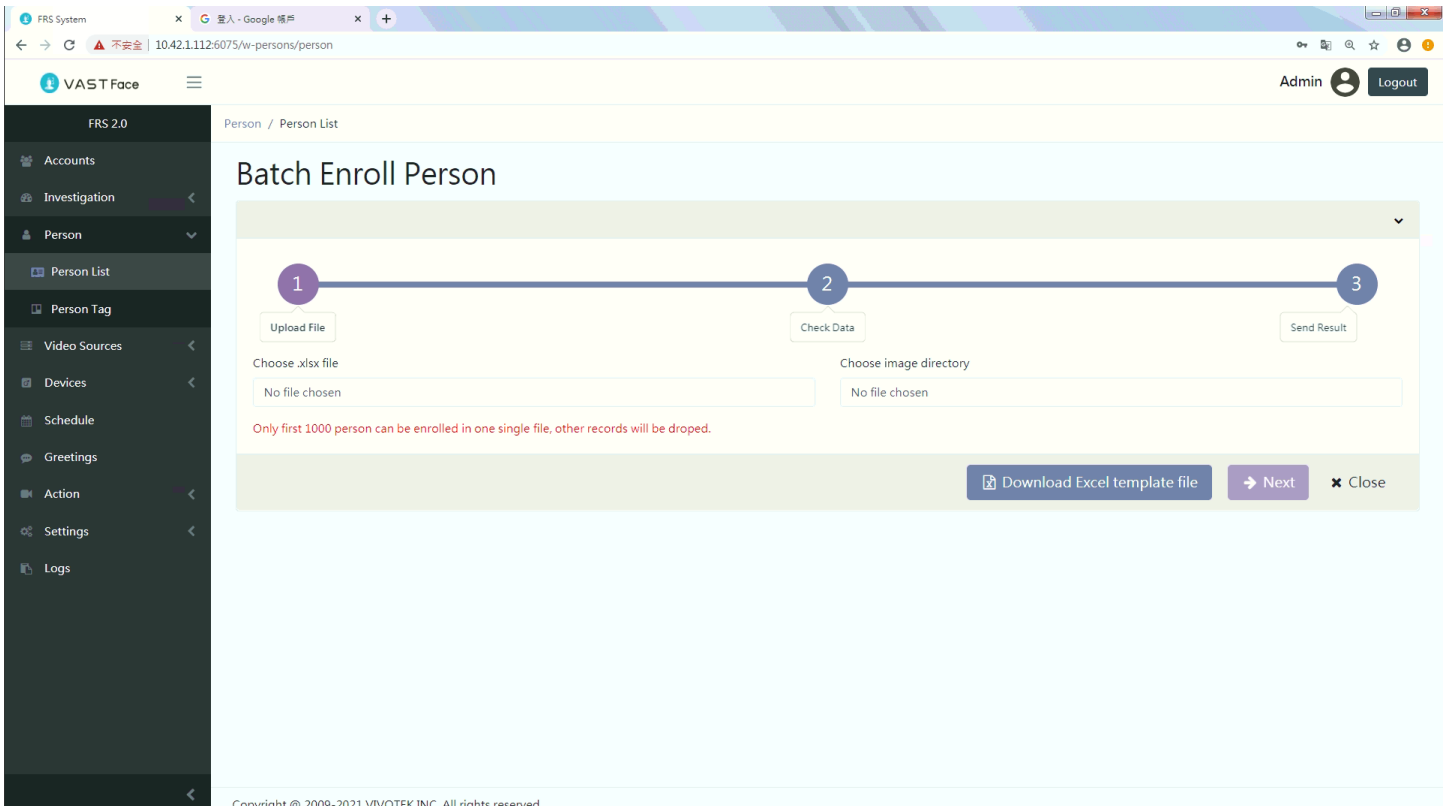 FRS System
登入 - Google 帳戶
不安全 10.42.1.112:6075/w-persons/person
VAST Face
Admin
Logout
FRS 2.0
Person / Person List
Accounts
Investigation
Person
Person List
Person Tag
Video Sources
Devices
Schedule
Greetings
Action
Settings
Logs
Batch Enroll Person
1
2
3
Upload File
Check Data
Send Result
Choose .xlsx file
Choose image directory
No file chosen
No file chosen
Only first 1000 person can be enrolled in one single file, other records will be droped.
Download Excel template file
Next
Close
Copyright @ 2009-2021 VIVOTEK INC. All rights reserved.